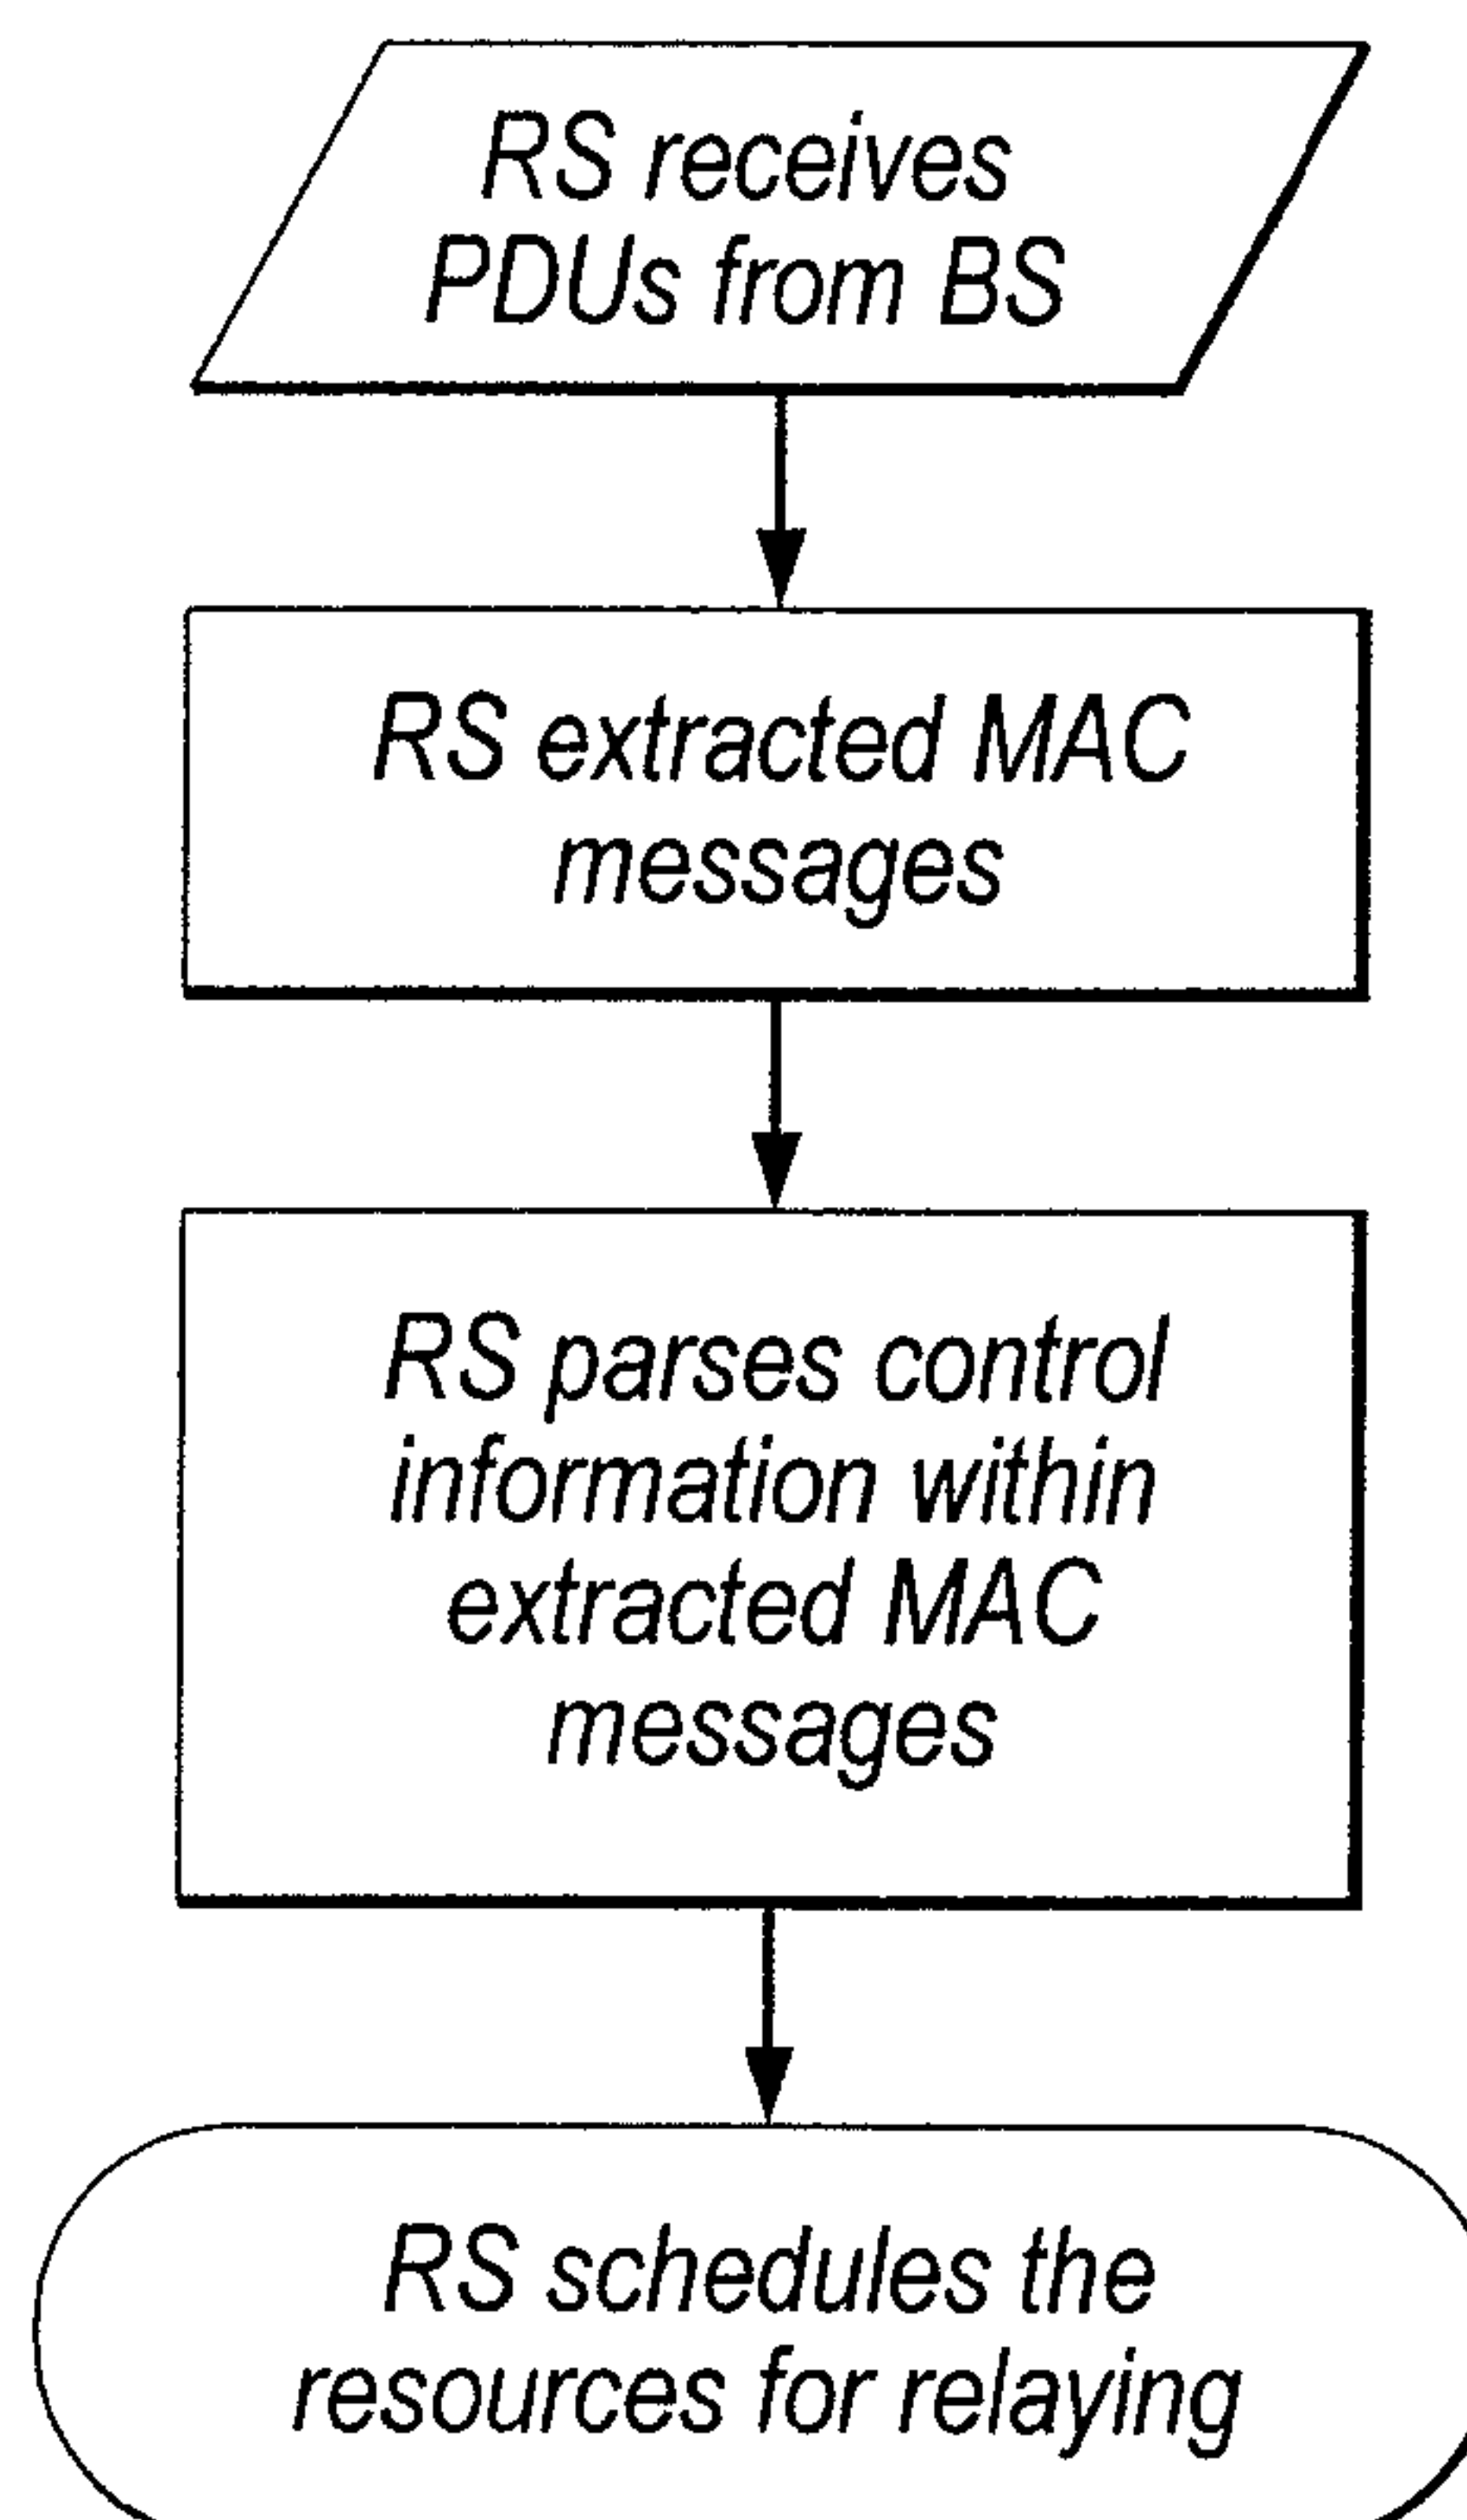 RS receives
PDUs from BS
RS extracted MAC
messages
RS parses control
information within
extracted MAC
messages
RS schedules the
resources for relaying